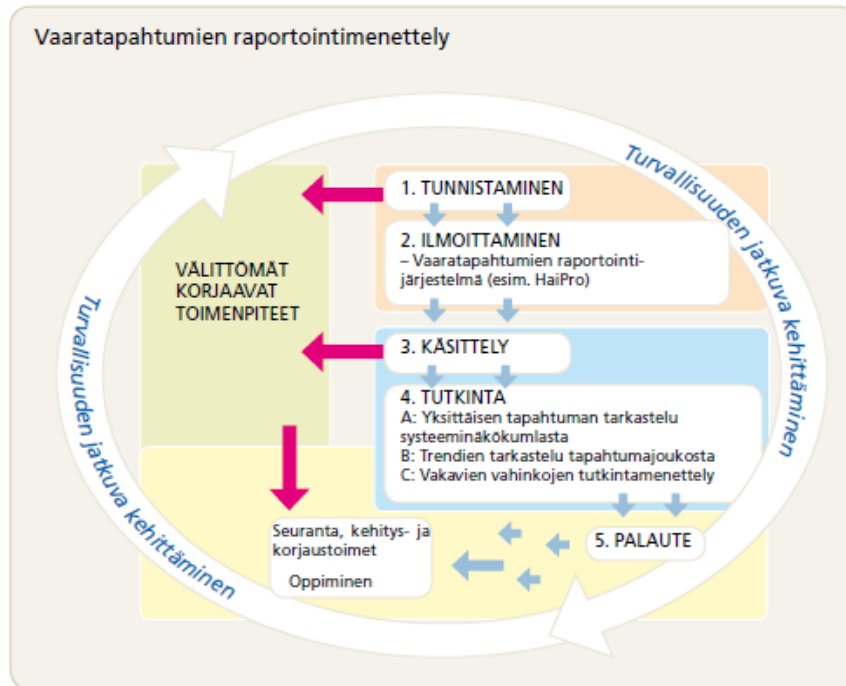 Vaaratapahtumien raportointimenettely
Turvallisuuden jatkuva kehittäminen
1. TUNNISTAMINEN
2. ILMOITTAMINEN
– Vaaratapahtumien raportointi-
järjestelmä (esim. HaiPro)
VÄLITTÖMÄT
KORJAAVAT
TOIMENPITEET
3. KÄSITTELY
4. TUTKINTA
A: Yksittäisen tapahtuman tarkastelu
systeeminäkökumlasta
B: Trendien tarkastelu tapahtumajoukosta
C: Vakavien vahinkojen tutkintamenettely
5. PALAUTE
Seuranta, kehitys- ja
korjaustoimet
Oppiminen
Turvallisuuden jatkuva kehittäminen